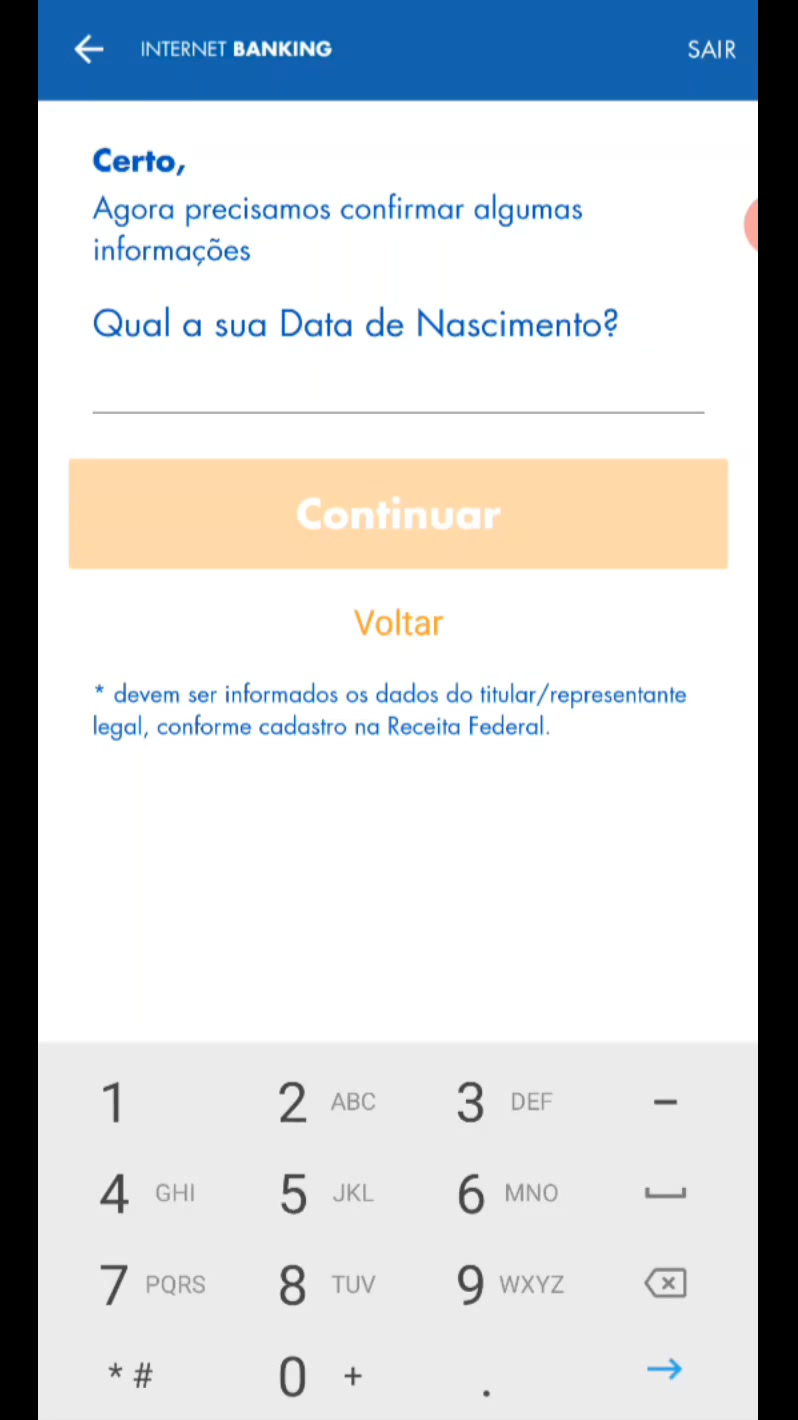 INTERNET BANKING
SAIR
Certo,
Agora precisamos confirmar algumas
informações
Qual a sua Data de Nascimento?
Continuar
Voltar
* devem ser informados os dados do titular/representante
legal, conforme cadastro na Receita Federal.
1 2 ABC 3 DEF –
4 GHI 5 JKL 6 MNO
7 PQRS 8 TUV 9 WXYZ
* # 0 + .